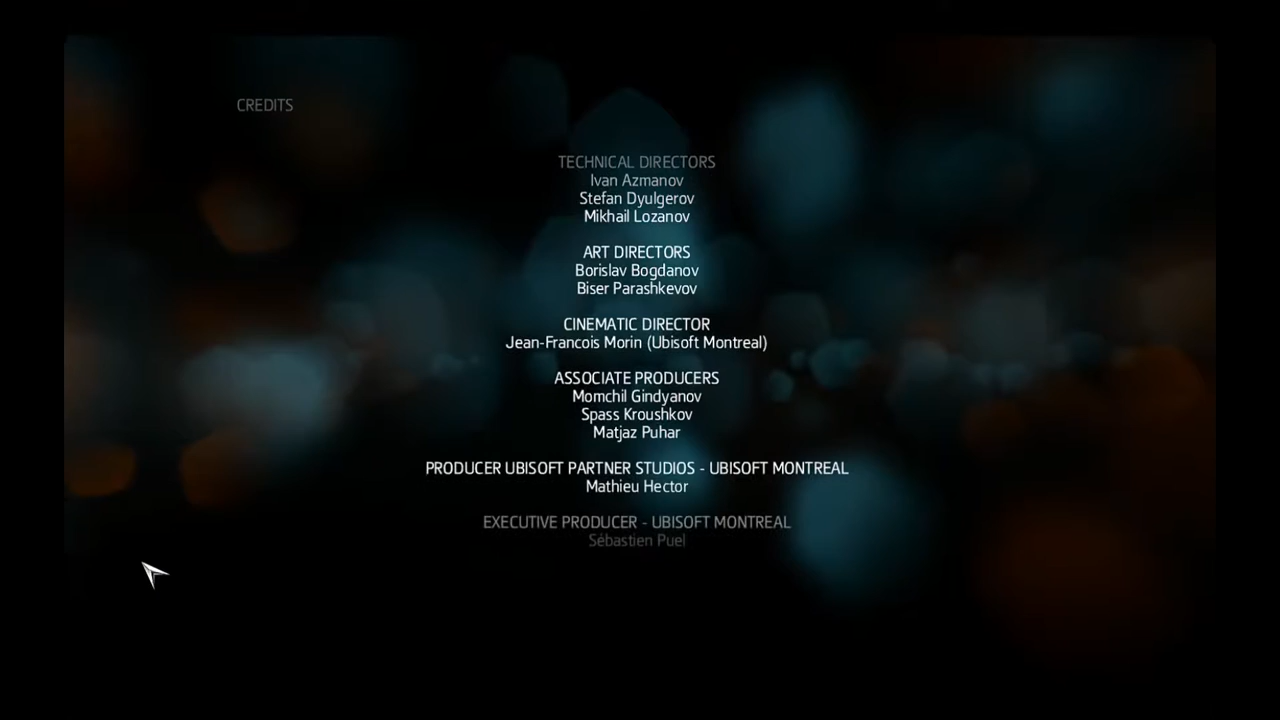 CREDITS
TECHNICAL DIRECTORS
Ivan Azmanov
Stefan Dyulgerov
Mikhail Lozanov
ART DIRECTORS
Borislav Bogdanov
Biser Parashkevov
CINEMATIC DIRECTOR
Jean-Francois Morin (Ubisoft Montreal)
ASSOCIATE PRODUCERS
Momchil Gindyanov
Spass Kroushkov
Matjaz Puhar
PRODUCER UBISOFT PARTNER STUDIOS - UBISOFT MONTREAL
Mathieu Hector
EXECUTIVE PRODUCER - UBISOFT MONTREAL
Sébastien Puel